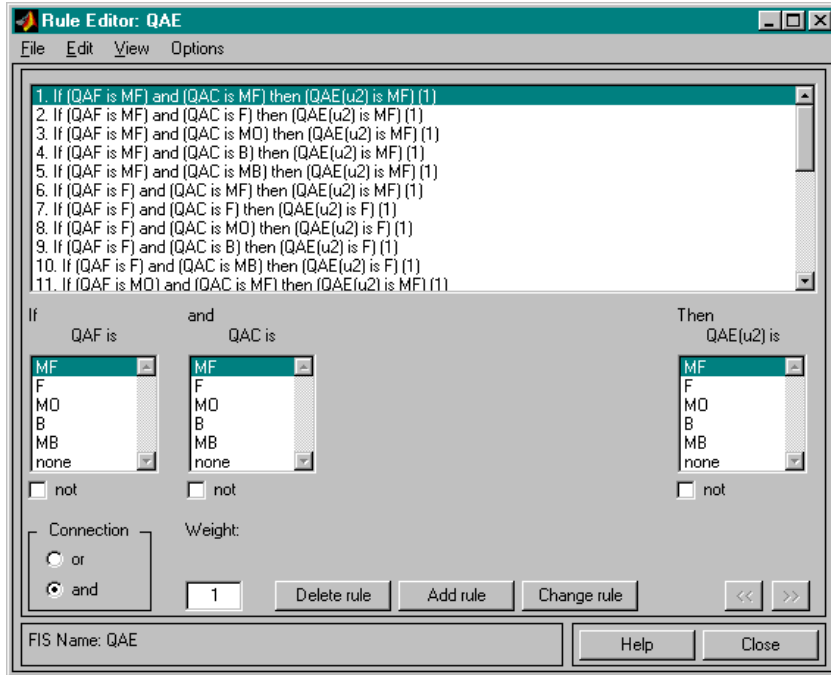 Rule Editor: QAE
File Edit View Options
1. If (QAF is MF) and (QAC is MF) then (QAE(u2) is MF) (1)
2. If (QAF is MF) and (QAC is F) then (QAE(u2) is MF) (1)
3. If (QAF is MF) and (QAC is MO) then (QAE(u2) is MF) (1)
4. If (QAF is MF) and (QAC is B) then (QAE(u2) is MF) (1)
5. If (QAF is MF) and (QAC is MB) then (QAE(u2) is MF) (1)
6. If (QAF is F) and (QAC is MF) then (QAE(u2) is MF) (1)
7. If (QAF is F) and (QAC is F) then (QAE(u2) is F) (1)
8. If (QAF is F) and (QAC is MO) then (QAE(u2) is F) (1)
9. If (QAF is F) and (QAC is B) then (QAE(u2) is F) (1)
10. If (QAF is F) and (QAC is MB) then (QAE(u2) is F) (1)
11. If (QAF is MO) and (QAC is MF) then (QAE(u2) is MF) (1)
If and Then
QAF is QAC is QAE(u2) is
MF MF MF
F F F
MO MO MO
B B B
MB MB MB
none none none
not not not
Connection Weight:
or
and 1 Delete rule Add rule Change rule << >>
FIS Name: QAE Help Close